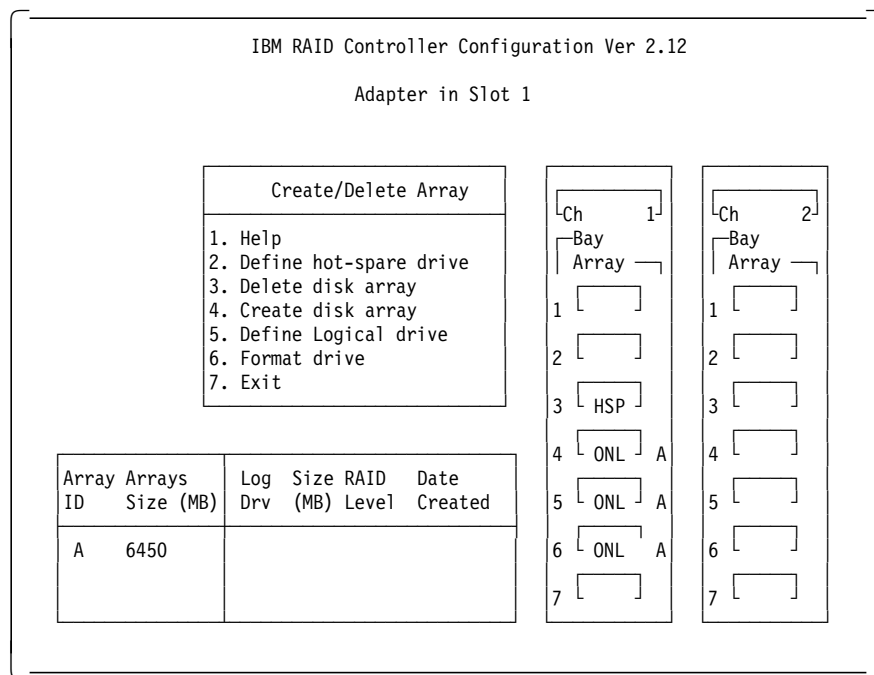 IBM RAID Controller Configuration Ver 2.12
Adapter in Slot 1
Create/Delete Array
1. Help
2. Define hot-spare drive
3. Delete disk array
4. Create disk array
5. Define Logical drive
6. Format drive
7. Exit
Ch 1
Bay
Array
1
2
3 HSP
4 ONL A
5 ONL A
6 ONL A
7
Ch 2
Bay
Array
1
2
3
4
5
6
7
Array Arrays Log Size RAID Date
ID Size (MB) Drv (MB) Level Created
A 6450